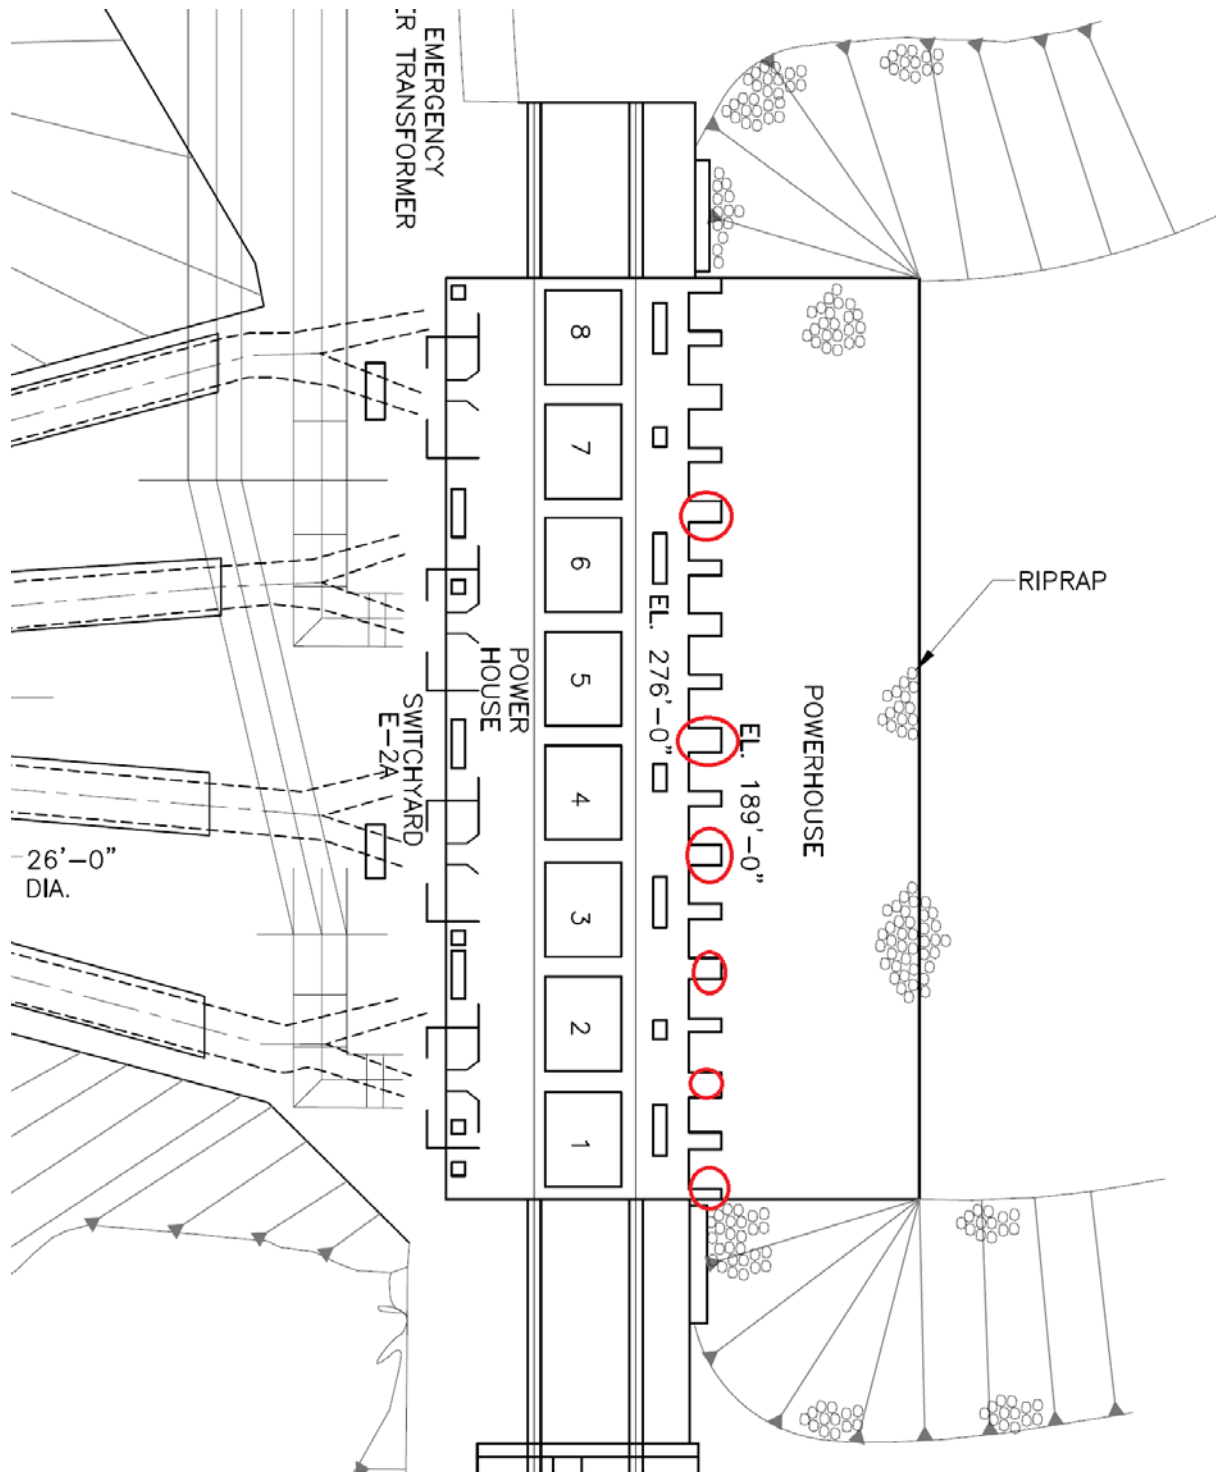 EMERGENCY
ER TRANSFORMER
8
7
6
5
4
3
2
1
EL. 276'-0"
POWER
HOUSE
SWITCHYARD
E-2A
POWERHOUSE
EL. 189'-0"
RIPRAP
26'-0"
DIA.